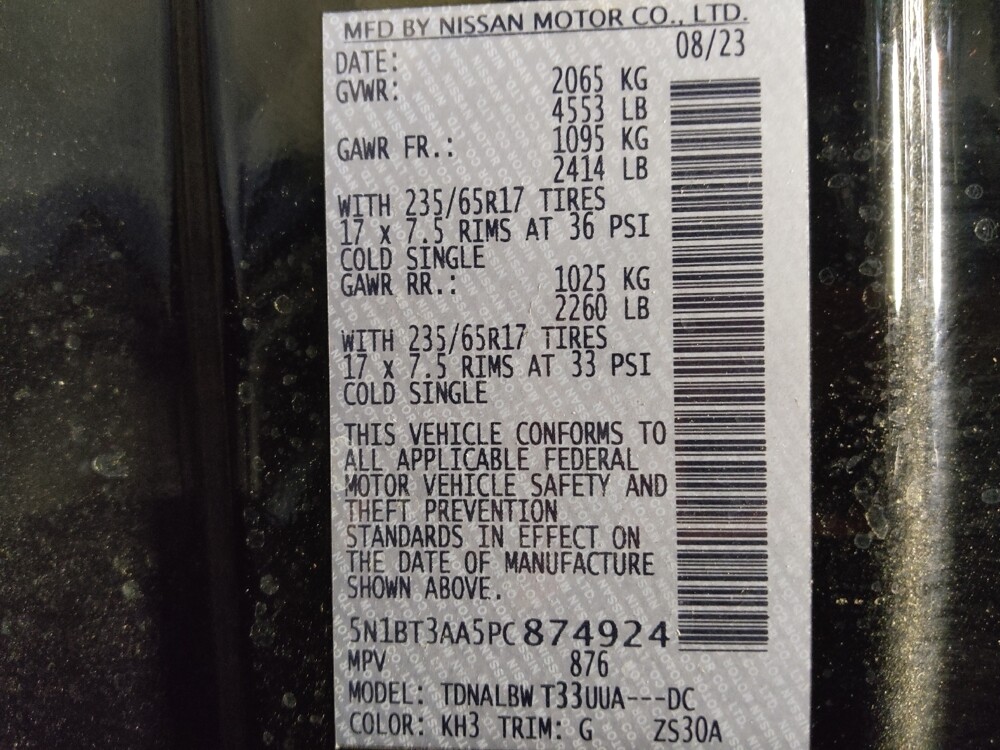 MFD BY NISSAN MOTOR CO., LTD.
DATE: 08/23
GVWR: 2065 KG
4553 LB
GAWR FR.: 1095 KG
2414 LB
WITH 235/65R17 TIRES
17 x 7.5 RIMS AT 36 PSI
COLD SINGLE
GAWR RR.: 1025 KG
2260 LB
WITH 235/65R17 TIRES
17 x 7.5 RIMS AT 33 PSI
COLD SINGLE
THIS VEHICLE CONFORMS TO
ALL APPLICABLE FEDERAL
MOTOR VEHICLE SAFETY AND
THEFT PREVENTION
STANDARDS IN EFFECT ON
THE DATE OF MANUFACTURE
SHOWN ABOVE.
5N1BT3AA5PC874924
MPV 876
MODEL: TDNALBW T33UUA---DC
COLOR: KH3 TRIM: G ZS30A